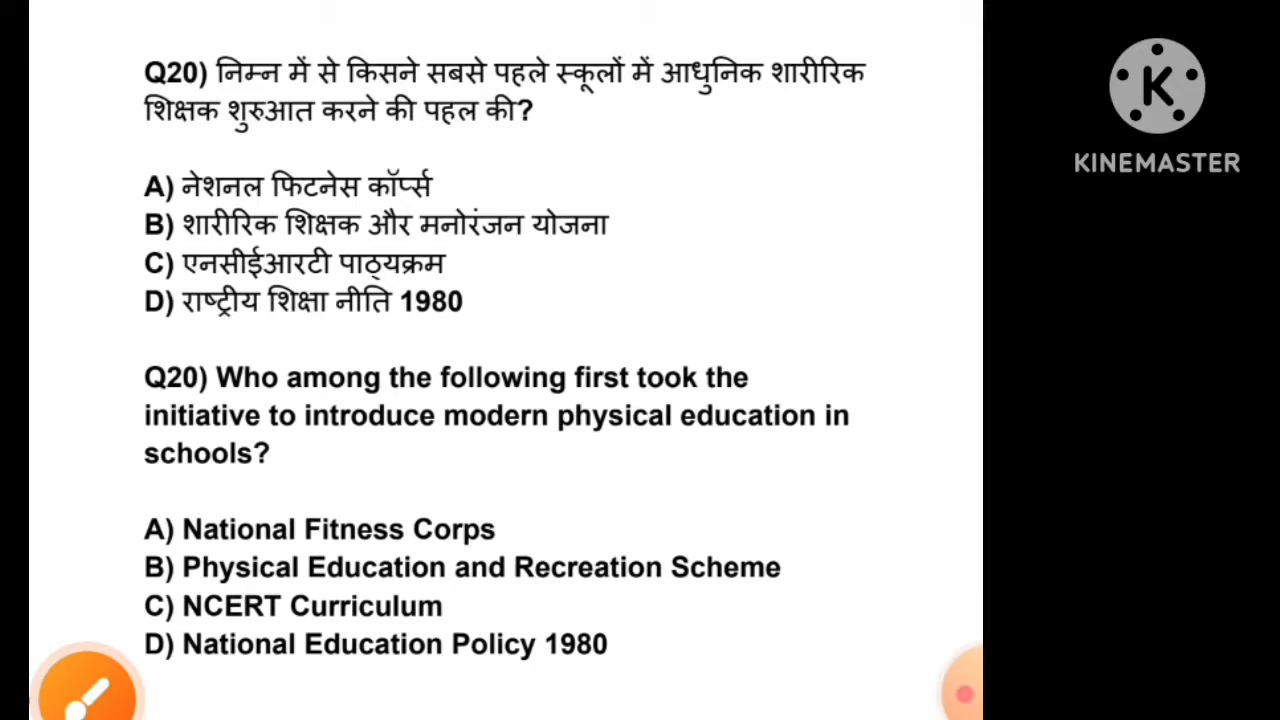 Q20) निम्न में से किसने सबसे पहले स्कूलों में आधुनिक शारीरिक
शिक्षक शुरुआत करने की पहल की?
A) नेशनल फिटनेस कॉर्प्स
B) शारीरिक शिक्षक और मनोरंजन योजना
C) एनसीईआरटी पाठ्यक्रम
D) राष्ट्रीय शिक्षा नीति 1980
Q20) Who among the following first took the
initiative to introduce modern physical education in
schools?
A) National Fitness Corps
B) Physical Education and Recreation Scheme
C) NCERT Curriculum
D) National Education Policy 1980
K
KINEMASTER